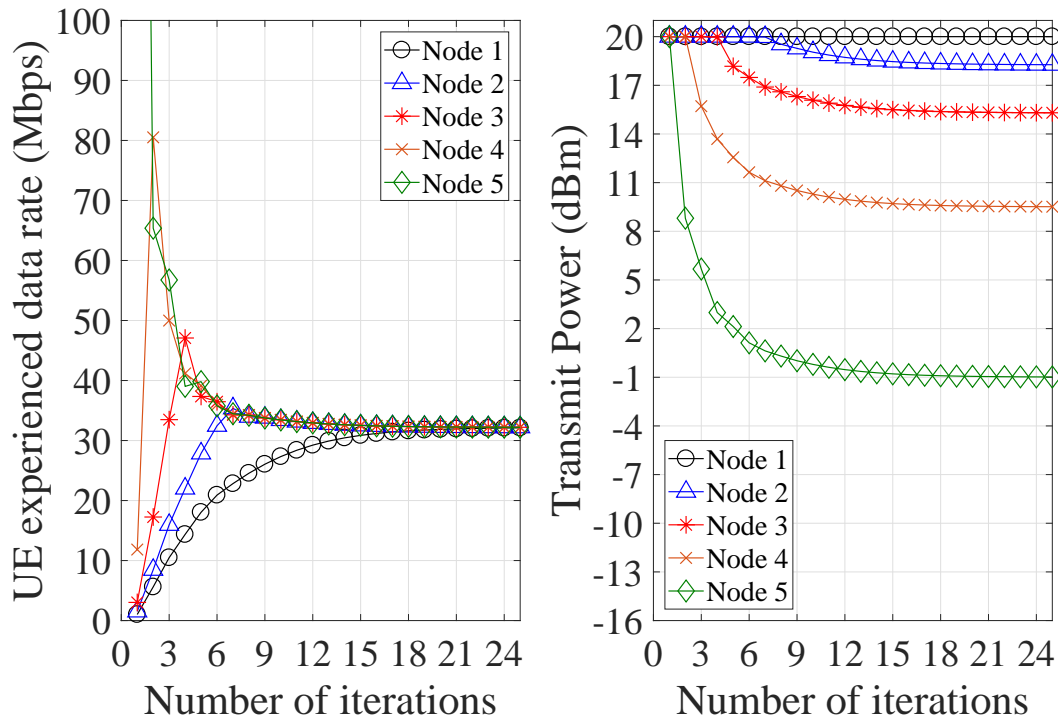 UE experienced data rate (Mbps)
100
90
80
70
60
50
40
30
20
10
0
0 3 6 9 12 15 18 21 24
Number of iterations
Node 1
Node 2
Node 3
Node 4
Node 5
Transmit Power (dBm)
20
17
14
11
8
5
2
-1
-4
-7
-10
-13
-16
0 3 6 9 12 15 18 21 24
Number of iterations
Node 1
Node 2
Node 3
Node 4
Node 5